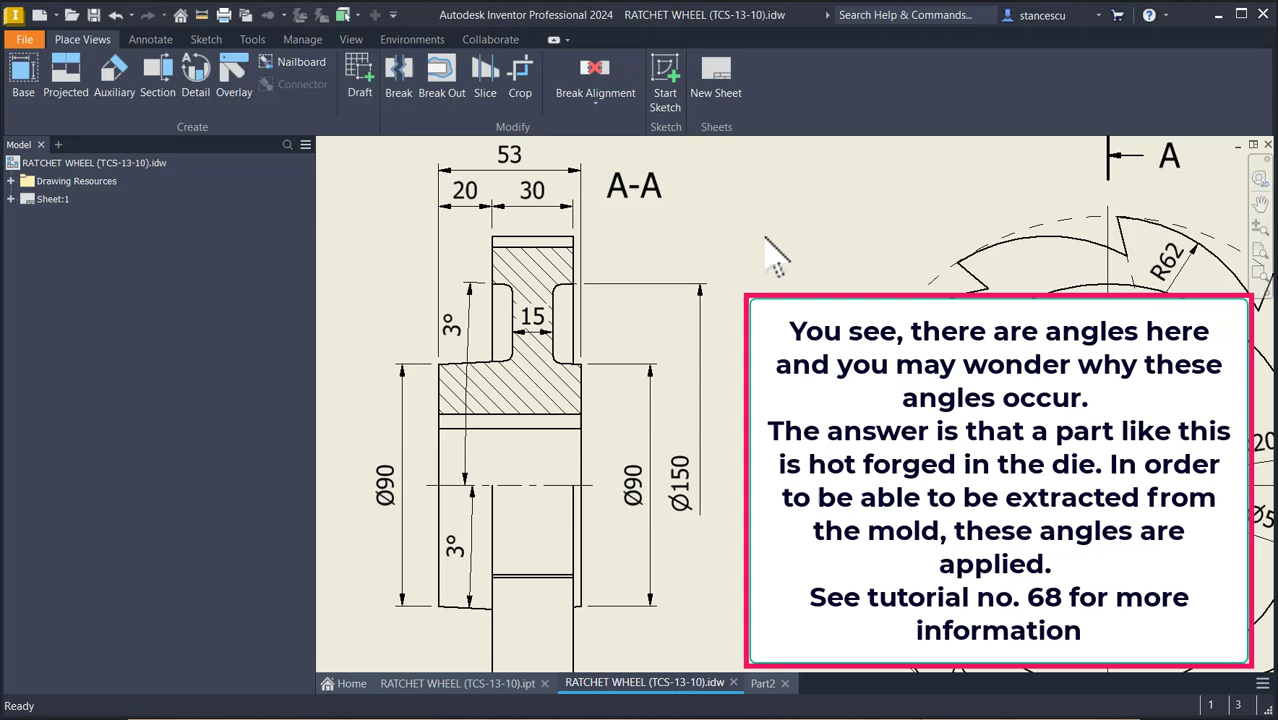 Autodesk Inventor Professional 2024 RATCHET WHEEL (TCS-13-10).idw
Search Help & Commands...
stancescu
File Place Views Annotate Sketch Tools Manage View Environments Collaborate
Base
Projected
Auxiliary
Section
Detail
Overlay
Nailboard
Connector
Draft
Break
Break Out
Slice
Crop
Break Alignment
Start
Sketch
New Sheet
Create
Modify
Sketch
Sheets
Model
RATCHET WHEEL (TCS-13-10).idw
Drawing Resources
Sheet:1
53
20
30
A-A
A
R62
3°
15
Ø90
Ø90
Ø150
3°
20
Ø5
You see, there are angles here
and you may wonder why these
angles occur.
The answer is that a part like this
is hot forged in the die. In order
to be able to be extracted from
the mold, these angles are
applied.
See tutorial no. 68 for more
information
Home RATCHET WHEEL (TCS-13-10).ipt RATCHET WHEEL (TCS-13-10).idw Part2
Ready
1 3